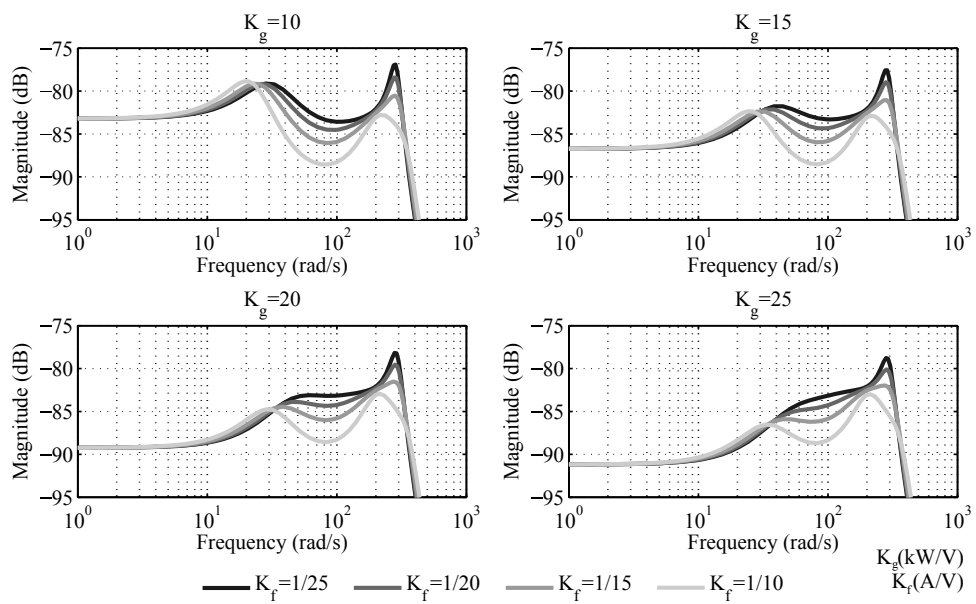 K_g=10
K_g=15
−75
−80
−85
−90
−95
Magnitude (dB)
10^0
10^1
10^2
10^3
Frequency (rad/s)
−75
−80
−85
−90
−95
Magnitude (dB)
10^0
10^1
10^2
10^3
Frequency (rad/s)
K_g=20
K_g=25
−75
−80
−85
−90
−95
Magnitude (dB)
10^0
10^1
10^2
10^3
Frequency (rad/s)
−75
−80
−85
−90
−95
Magnitude (dB)
10^0
10^1
10^2
10^3
Frequency (rad/s)
K_f=1/25
K_f=1/20
K_f=1/15
K_f=1/10
K_g(kW/V)
K_f(A/V)